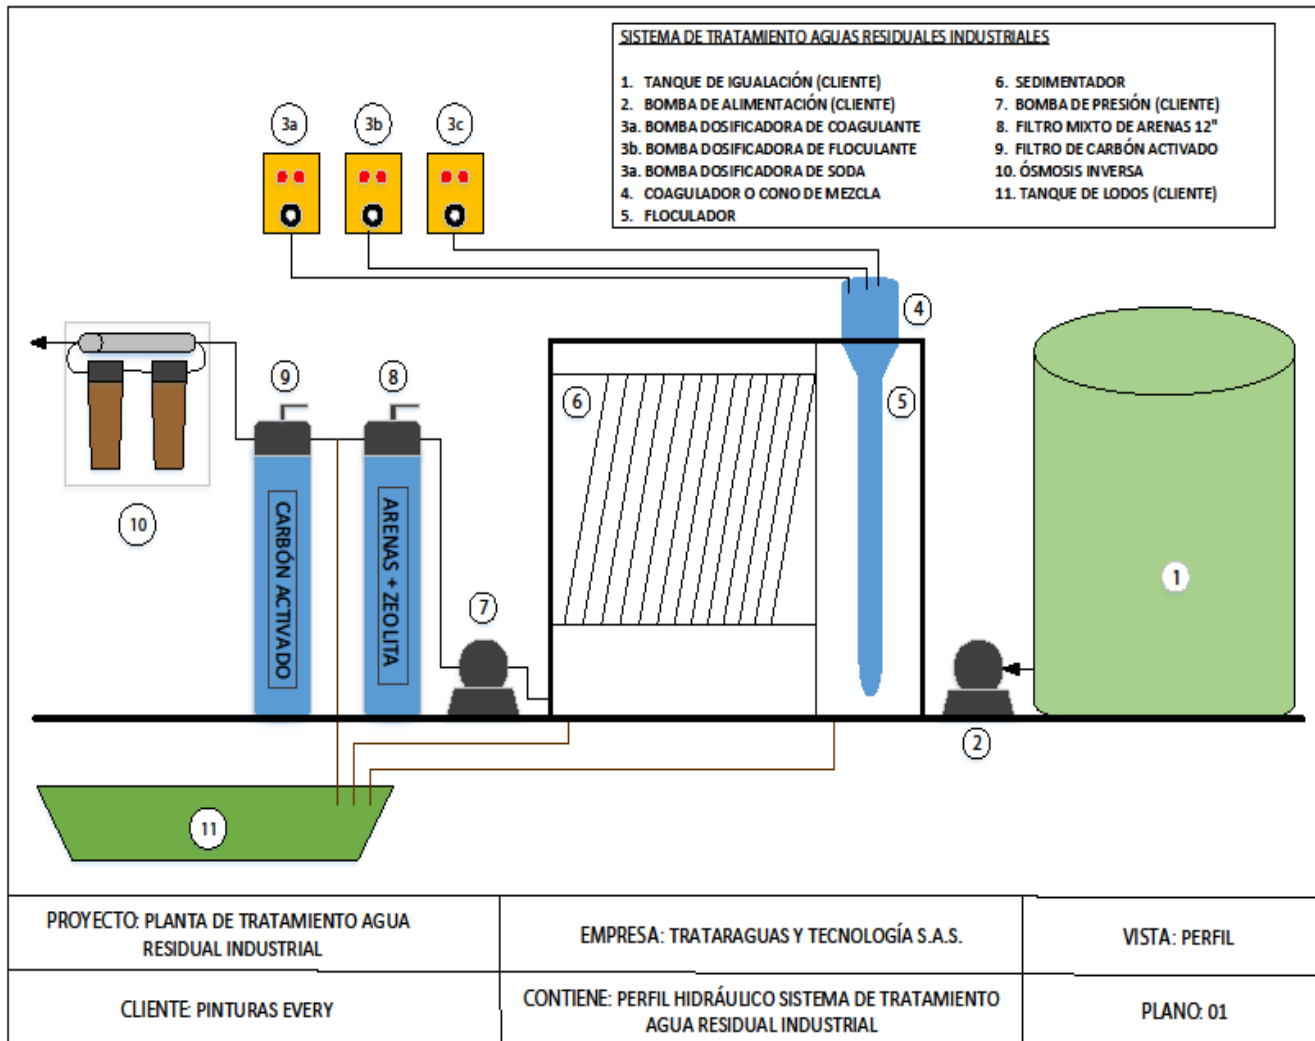 SISTEMA DE TRATAMIENTO AGUAS RESIDUALES INDUSTRIALES
1. TANQUE DE IGUALACIÓN (CLIENTE)
2. BOMBA DE ALIMENTACIÓN (CLIENTE)
3a. BOMBA DOSIFICADORA DE COAGULANTE
3b. BOMBA DOSIFICADORA DE FLOCULANTE
3a. BOMBA DOSIFICADORA DE SODA
4. COAGULADOR O CONO DE MEZCLA
5. FLOCULADOR
6. SEDIMENTADOR
7. BOMBA DE PRESIÓN (CLIENTE)
8. FILTRO MIXTO DE ARENAS 12"
9. FILTRO DE CARBÓN ACTIVADO
10. ÓSMOSIS INVERSA
11. TANQUE DE LODOS (CLIENTE)
3a
3b
3c
4
9
8
6
5
10
CARBÓN ACTIVADO
ARENAS + ZEOLITA
7
1
2
11
PROYECTO: PLANTA DE TRATAMIENTO AGUA
RESIDUAL INDUSTRIAL
EMPRESA: TRATARAGUAS Y TECNOLOGÍA S.A.S.
VISTA: PERFIL
CLIENTE: PINTURAS EVERY
CONTIENE: PERFIL HIDRÁULICO SISTEMA DE TRATAMIENTO
AGUA RESIDUAL INDUSTRIAL
PLANO: 01